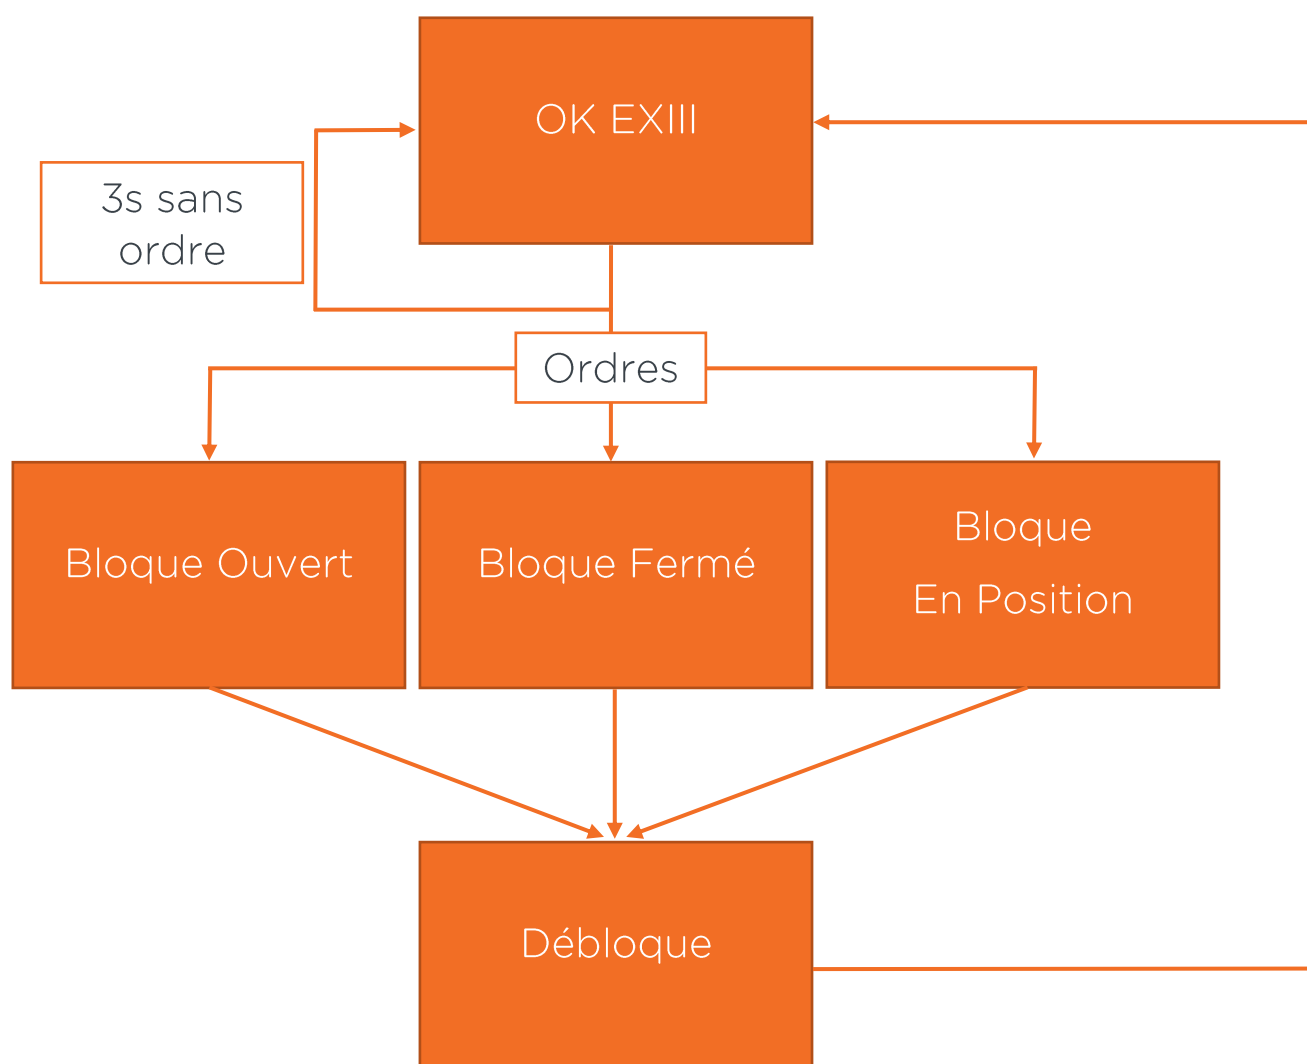 OK EXIII
3s sans
ordre
Ordres
Bloque Ouvert
Bloque Fermé
Bloque
En Position
Débloque